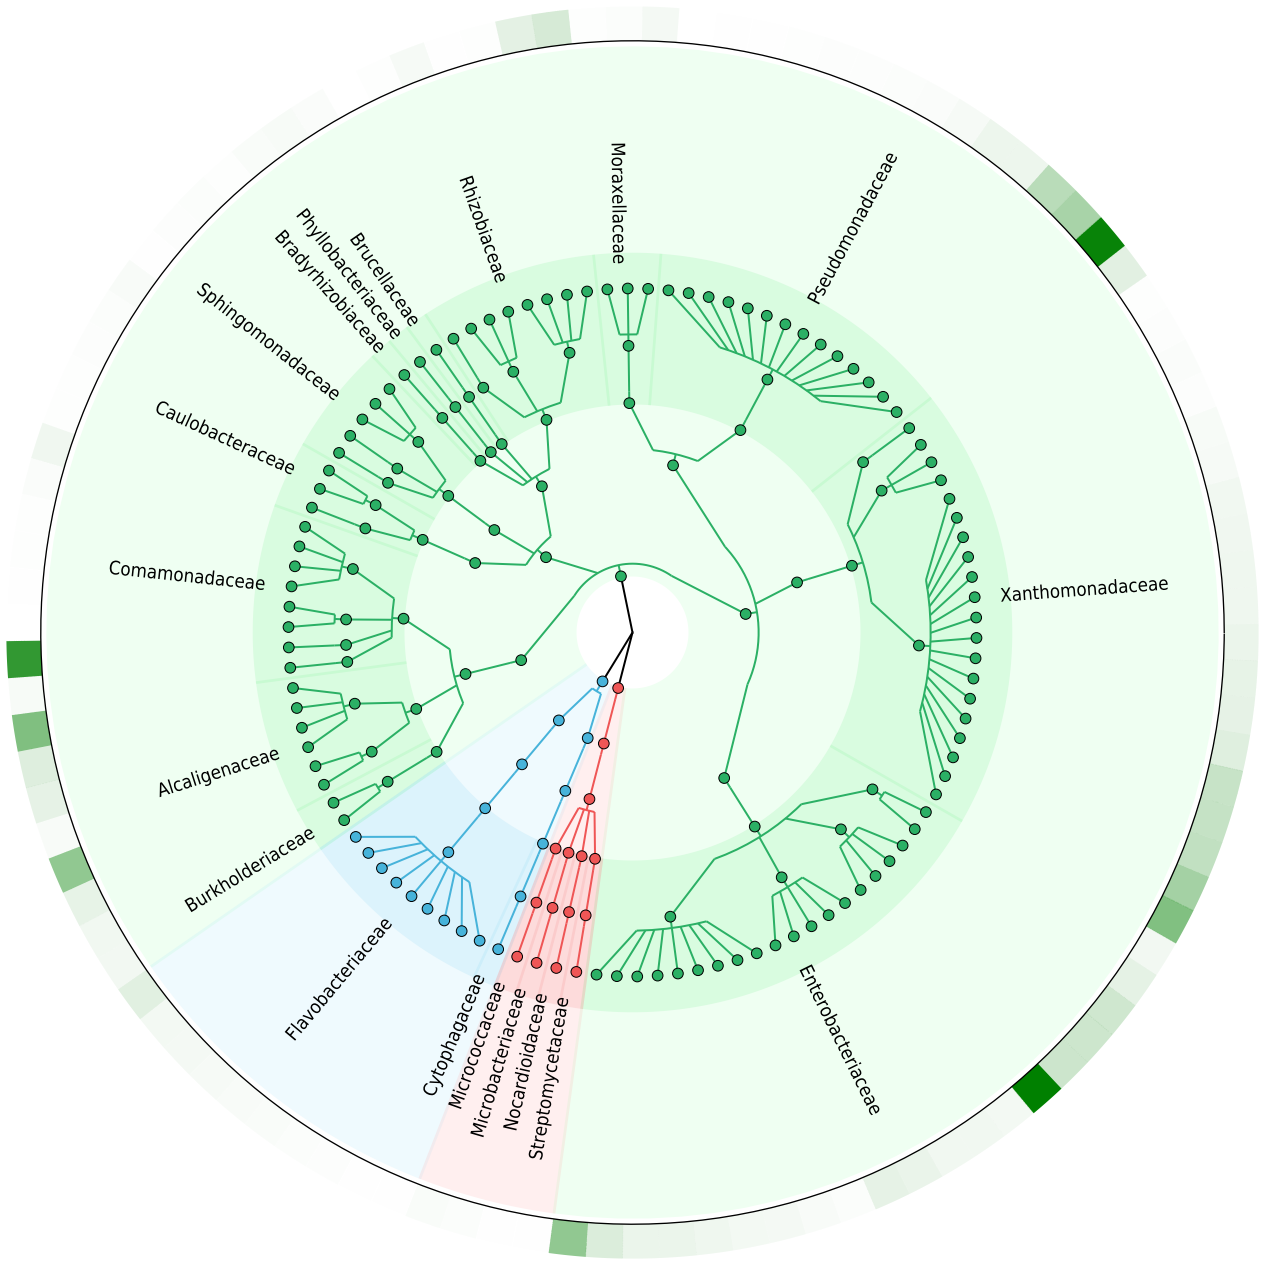 Moraxellaceae
Pseudomonadaceae
Rhizobiaceae
Brucellaceae
Phyllobacteriaceae
Bradyrhizobiaceae
Sphingomonadaceae
Caulobacteraceae
Comamonadaceae
Xanthomonadaceae
Alcaligenaceae
Burkholderiaceae
Flavobacteriaceae
Cytophagaceae
Micrococcaceae
Microbacteriaceae
Nocardioidaceae
Streptomycetaceae
Enterobacteriaceae